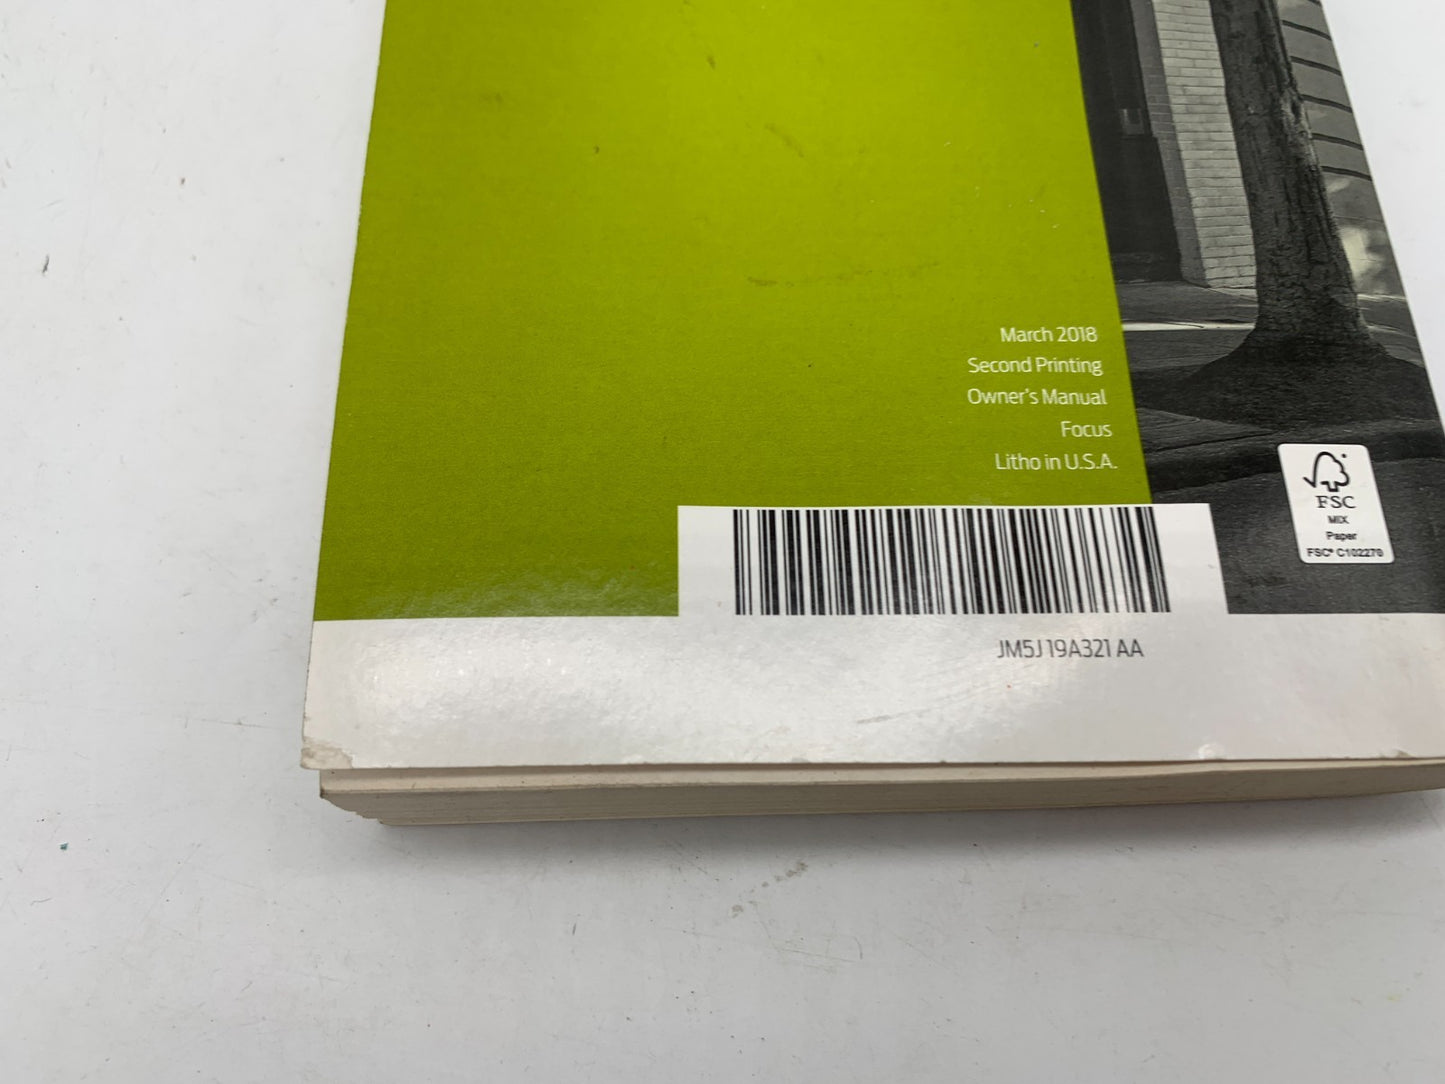 March 2018
Second Printing
Owner's Manual
Focus
Litho in U.S.A.
FSC
MIX
Paper
FSC® C102270
JM5J 19A321 AA